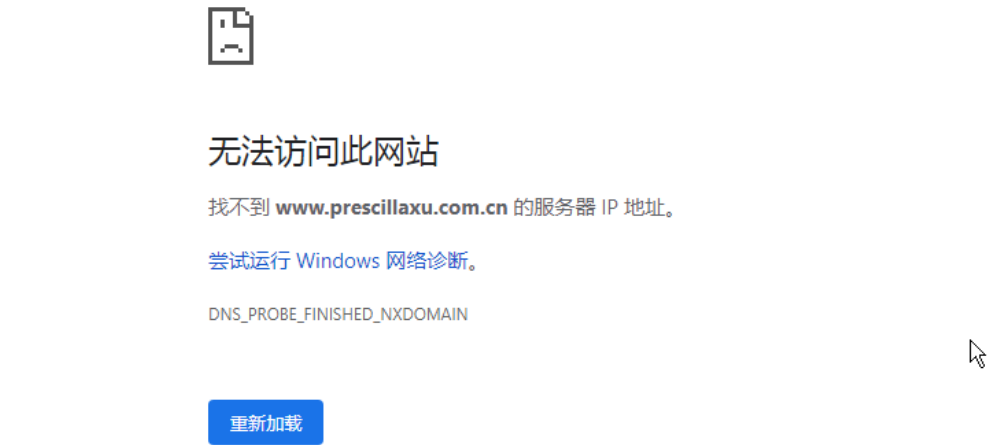 无法访问此网站
找不到 www.prescillaxu.com.cn 的服务器 IP 地址。
尝试运行 Windows 网络诊断。
DNS_PROBE_FINISHED_NXDOMAIN
重新加载